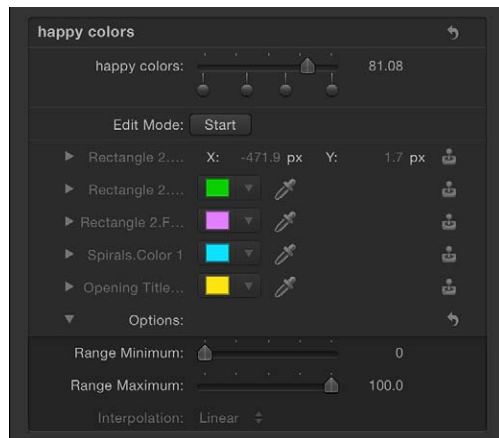 happy colors
happy colors: 81.08
Edit Mode: Start
Rectangle 2.... X: -471.9 px Y: 1.7 px
Rectangle 2....
Rectangle 2.F...
Spirals.Color 1
Opening Title...
Options:
Range Minimum: 0
Range Maximum: 100.0
Interpolation: Linear